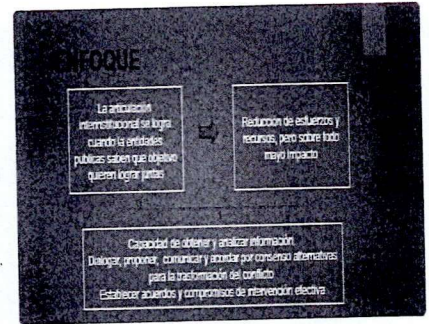 ENFOQUE
La articulación
interinstitucional se logra
cuando la entidades
publicas saben que objetivo
quieren lograr juntas
Reducción de esfuerzos y
recursos, pero sobre todo
mayo impacto
Capacidad de obtener y analizar información.
Dialogar, proponer, comunicar y acordar por consenso alternativas
para la trasformación del conflicto
Establecer acuerdos y compromisos de intervención efectiva